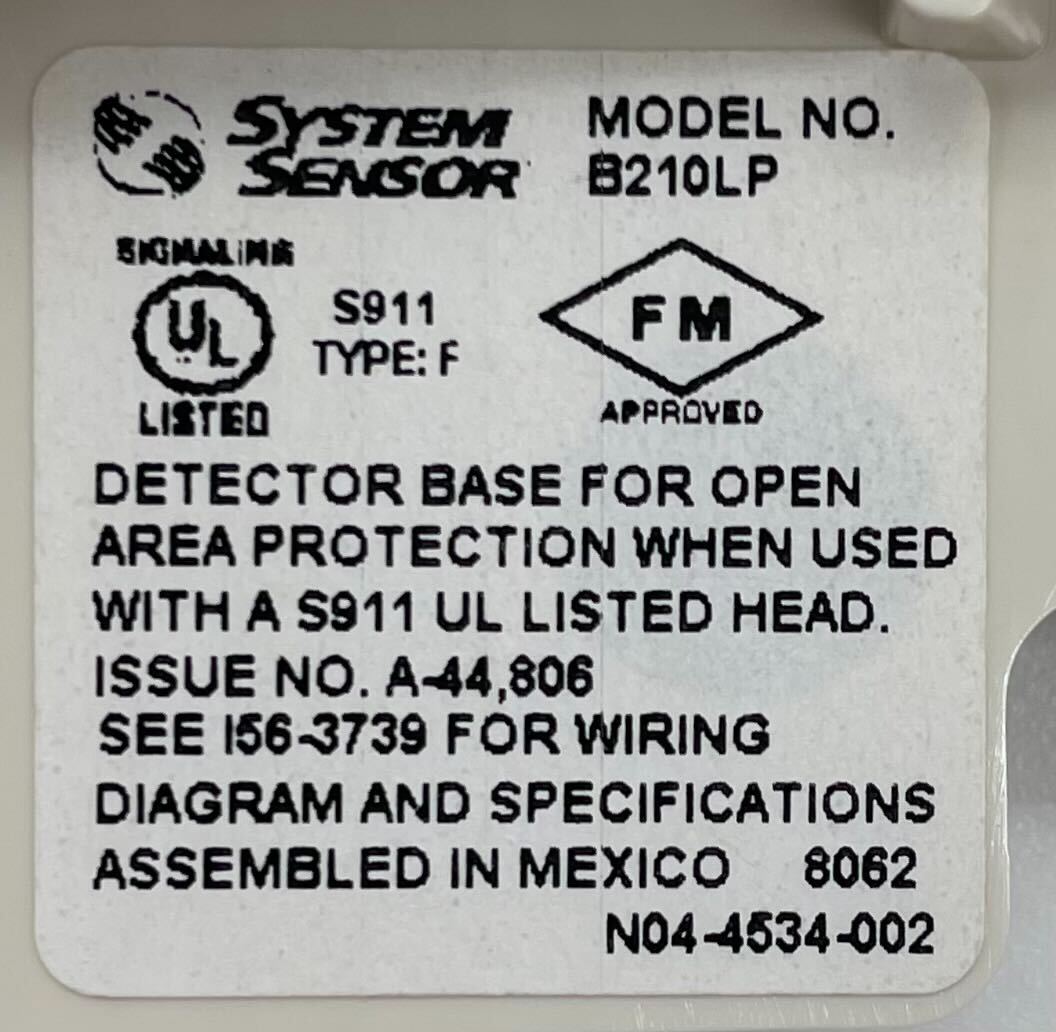 SYSTEM
SENSOR
MODEL NO.
B210LP
SIGNALING
UL
LISTED
S911
TYPE: F
FM
APPROVED
DETECTOR BASE FOR OPEN
AREA PROTECTION WHEN USED
WITH A S911 UL LISTED HEAD.
ISSUE NO. A-44,806
SEE I56-3739 FOR WIRING
DIAGRAM AND SPECIFICATIONS
ASSEMBLED IN MEXICO 8062
N04-4534-002